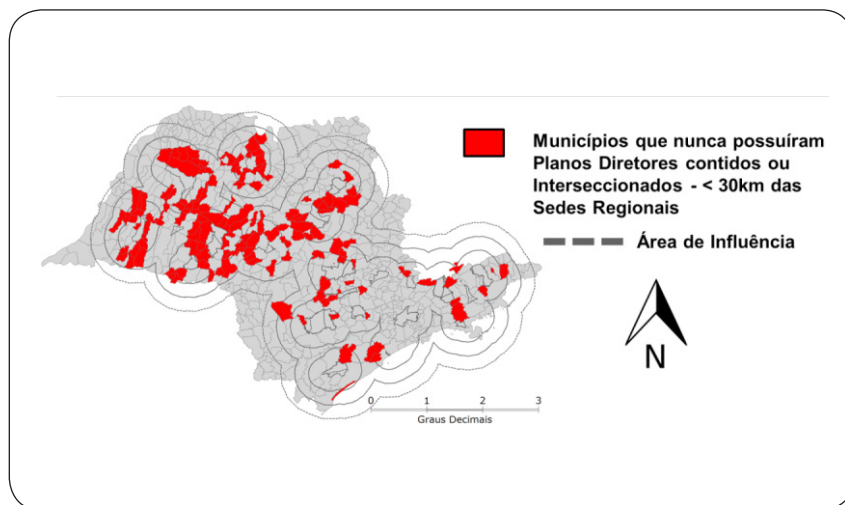 Municípios que nunca possuíram
Planos Diretores contidos ou
Interseccionados - < 30km das
Sedes Regionais
Área de Influência
N
0 1 2 3
Graus Decimais